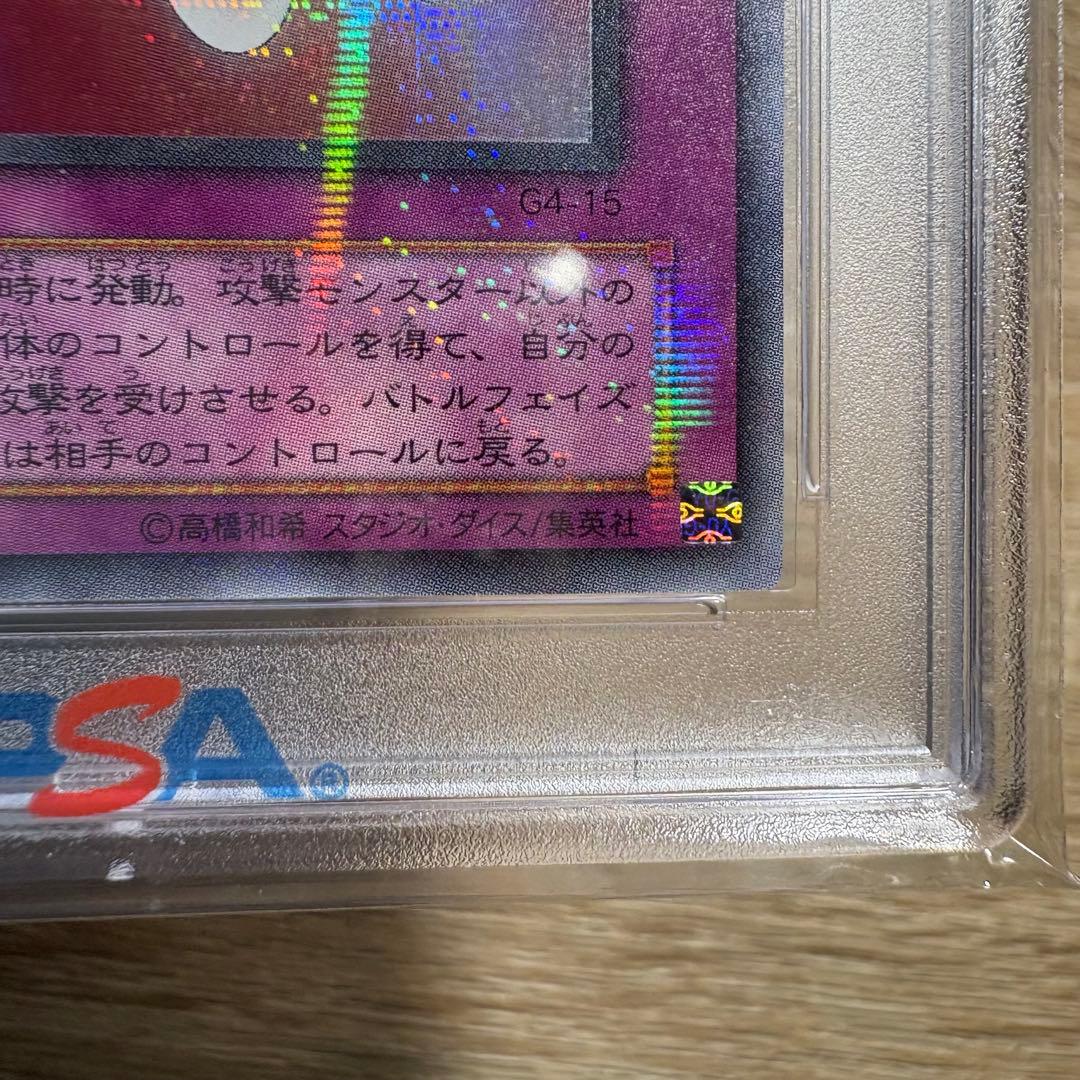 G4-15
時に発動。攻撃モンスター以外の
体のコントロールを得て、自分の
攻撃を受けさせる。バトルフェイズ
は相手のコントロールに戻る。
©高橋和希 スタジオ・ダイス/集英社
PSA®